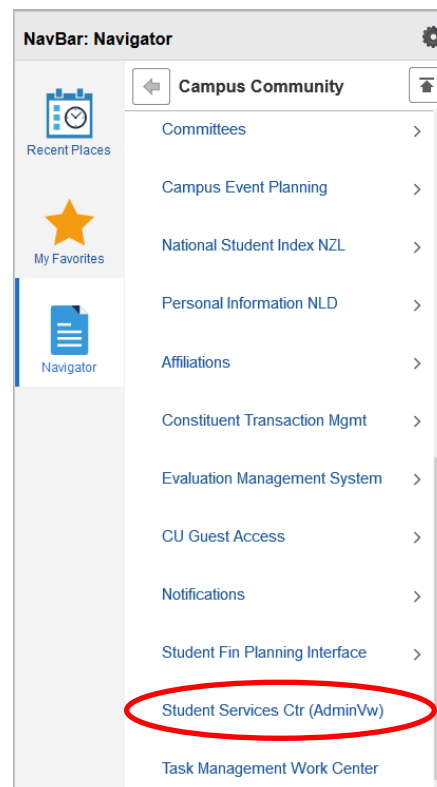 NavBar: Navigator
Recent Places
My Favorites
Navigator
Campus Community
Committees
Campus Event Planning
National Student Index NZL
Personal Information NLD
Affiliations
Constituent Transaction Mgmt
Evaluation Management System
CU Guest Access
Notifications
Student Fin Planning Interface
Student Services Ctr (AdminVw)
Task Management Work Center